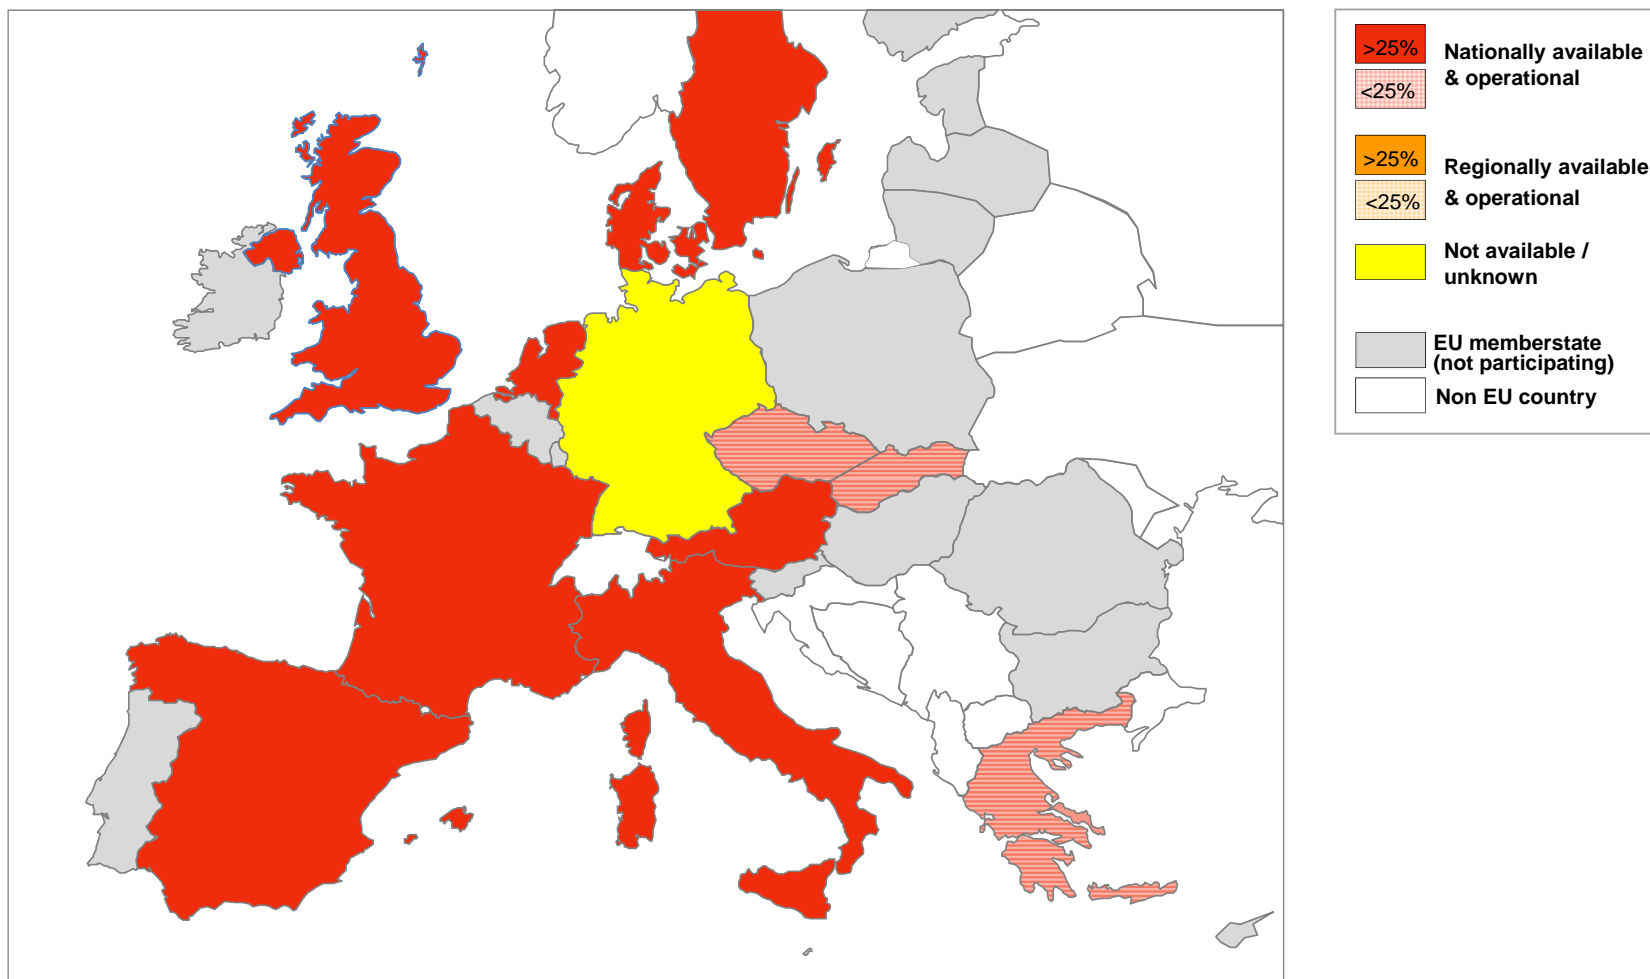 >25%
Nationally available
& operational
<25%
>25%
Regionally available
& operational
<25%
Not available /
unknown
EU memberstate
(not participating)
Non EU country